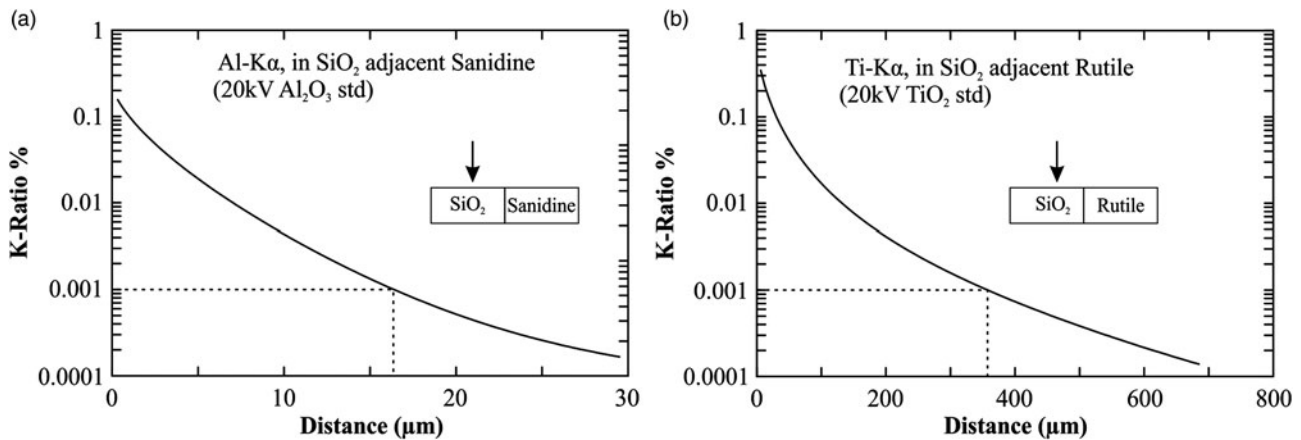 (a)
Al-Kα, in SiO₂ adjacent Sanidine
(20kV Al₂O₃ std)
SiO₂ Sanidine
K-Ratio %
1
0.1
0.01
0.001
0.0001
0 10 20 30
Distance (µm)
(b)
Ti-Kα, in SiO₂ adjacent Rutile
(20kV TiO₂ std)
SiO₂ Rutile
K-Ratio %
1
0.1
0.01
0.001
0.0001
0 200 400 600 800
Distance (µm)